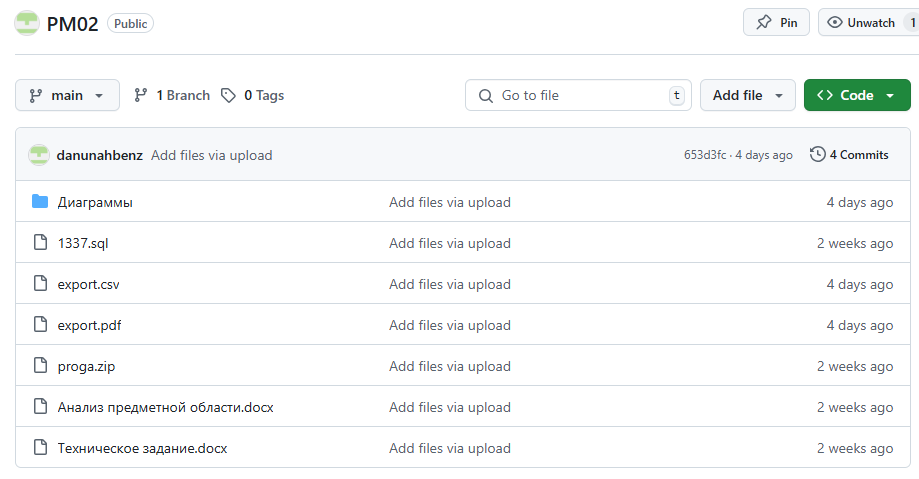 PM02 Public Pin Unwatch 1
main 1 Branch 0 Tags Go to file t Add file Code
danunahbenz Add files via upload 653d3fc · 4 days ago 4 Commits
Диаграммы Add files via upload 4 days ago
1337.sql Add files via upload 2 weeks ago
export.csv Add files via upload 4 days ago
export.pdf Add files via upload 4 days ago
proga.zip Add files via upload 2 weeks ago
Анализ предметной области.docx Add files via upload 2 weeks ago
Техническое задание.docx Add files via upload 2 weeks ago